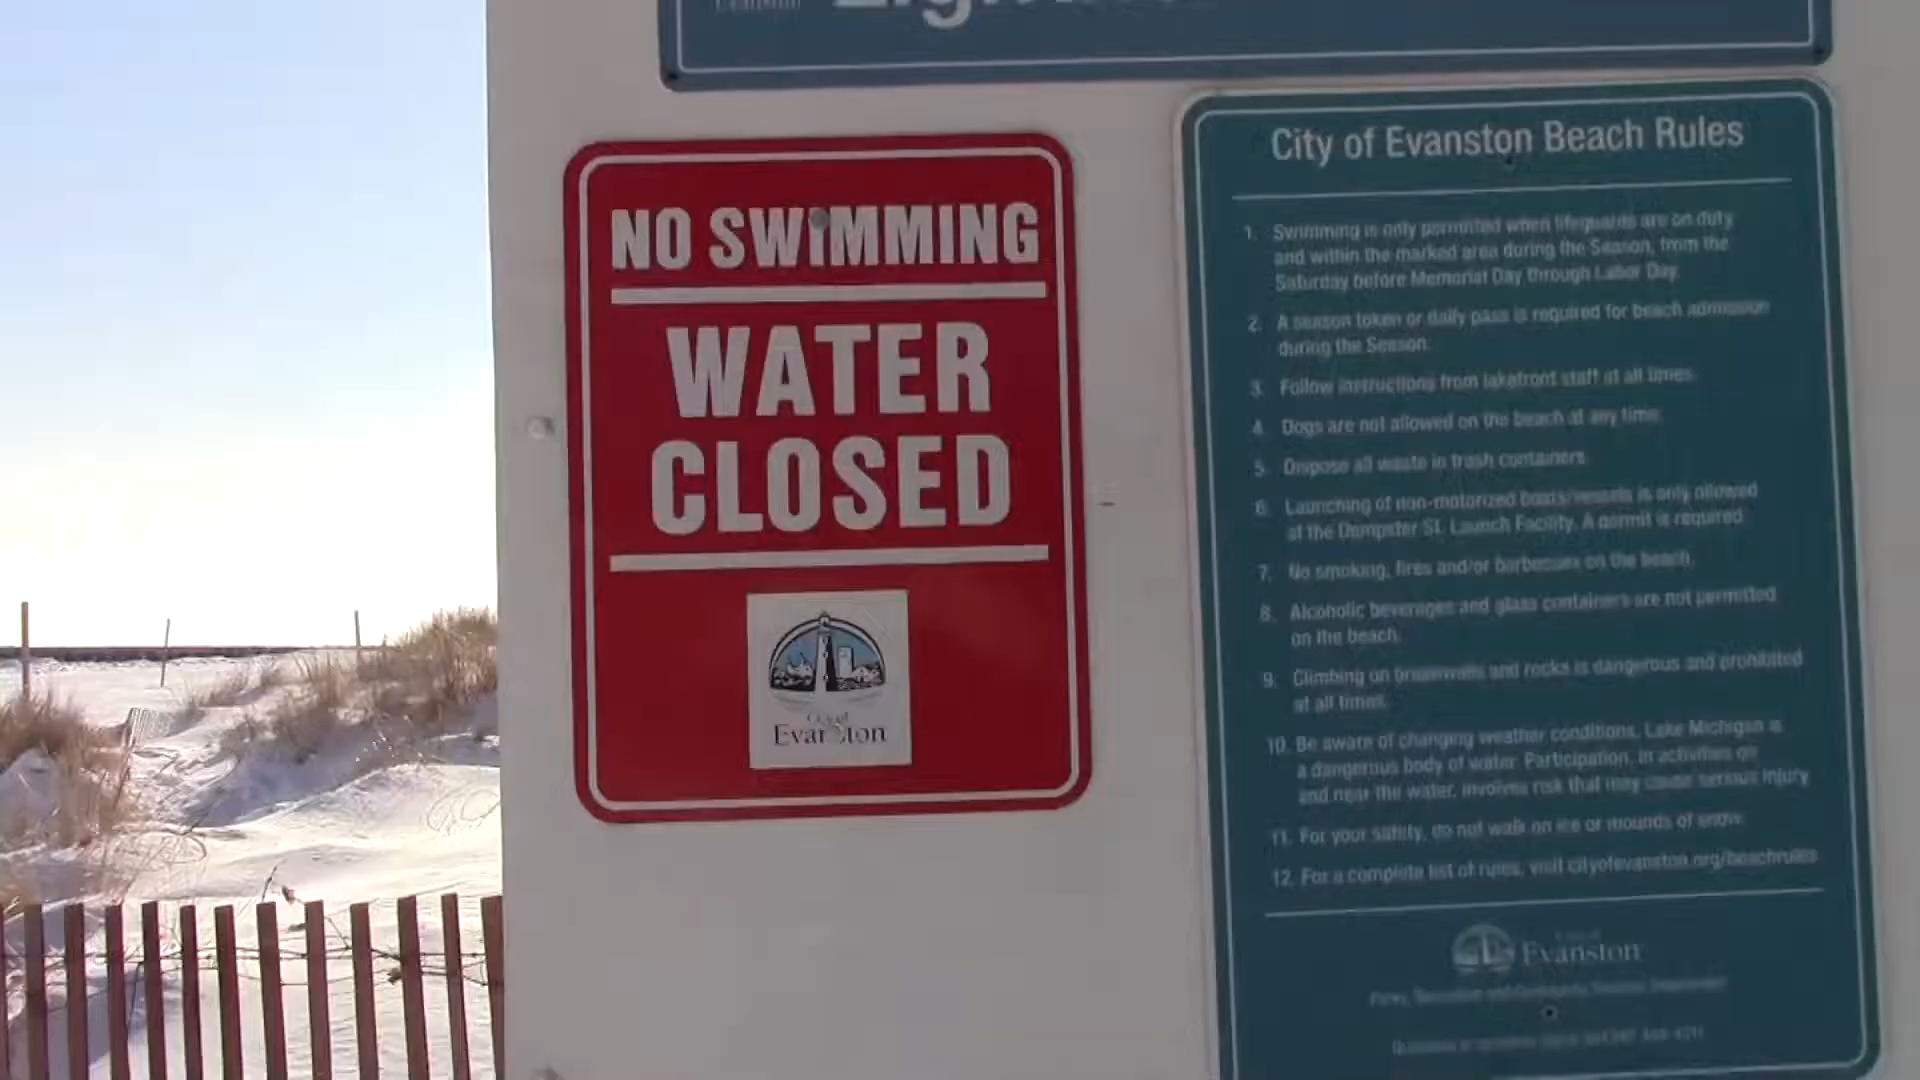 Evanston
NO SWIMMING
WATER
CLOSED
City of
Evanston
City of Evanston Beach Rules
1. Swimming is only permitted when lifeguards are on duty
and within the marked area during the Season, from the
Saturday before Memorial Day through Labor Day.
2. A season token or daily pass is required for beach admission
during the Season.
3. Follow instructions from lakefront staff at all times.
4. Dogs are not allowed on the beach at any time.
5. Dispose all waste in trash containers.
6. Launching of non-motorized boats/vessels is only allowed
at the Dempster St. Launch Facility. A permit is required.
7. No smoking, fires and/or barbecues on the beach.
8. Alcoholic beverages and glass containers are not permitted
on the beach.
9. Climbing on breakwalls and rocks is dangerous and prohibited
at all times.
10. Be aware of changing weather conditions. Lake Michigan is
a dangerous body of water. Participation, in activities on
and near the water, involves risk that may cause serious injury
11. For your safety, do not walk on ice or mounds of snow.
12. For a complete list of rules, visit cityofevanston.org/beachrules
City of
Evanston
Parks, Recreation and Community Services Department